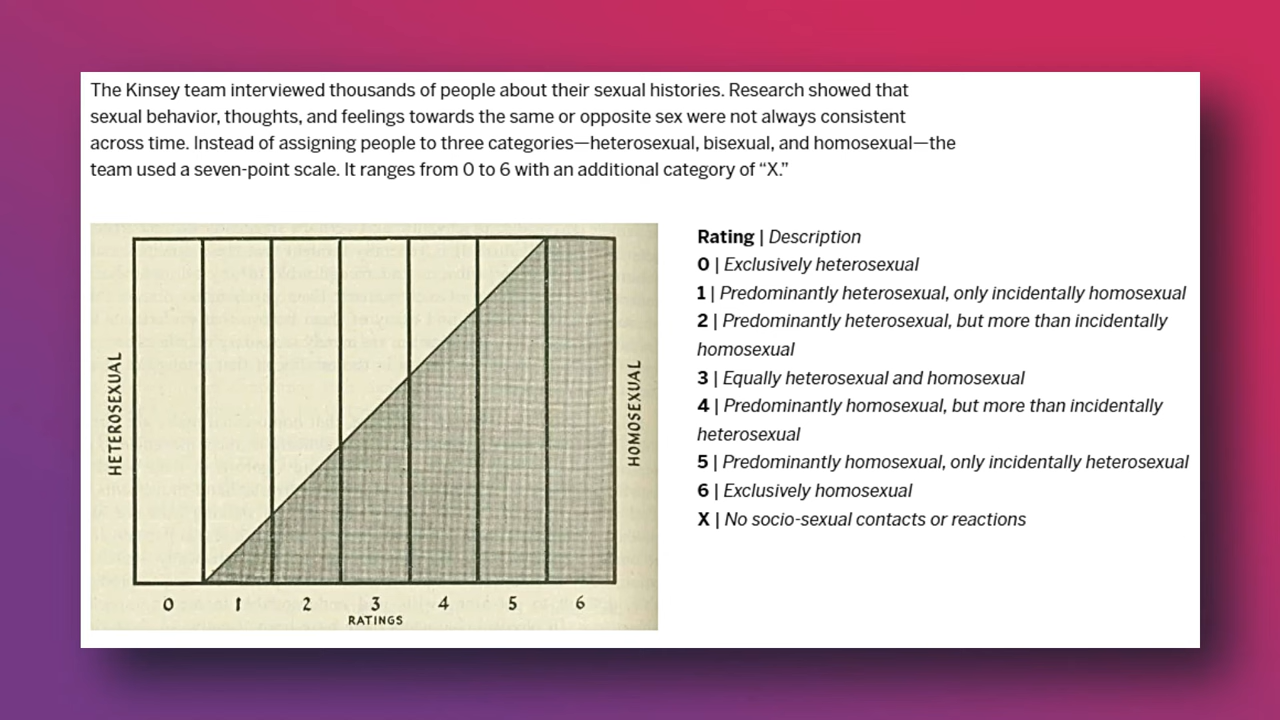 The Kinsey team interviewed thousands of people about their sexual histories. Research showed that
sexual behavior, thoughts, and feelings towards the same or opposite sex were not always consistent
across time. Instead of assigning people to three categories—heterosexual, bisexual, and homosexual—the
team used a seven-point scale. It ranges from 0 to 6 with an additional category of “X.”
HETEROSEXUAL
HOMOSEXUAL
0 1 2 3 4 5 6
RATINGS
Rating | Description
0 | Exclusively heterosexual
1 | Predominantly heterosexual, only incidentally homosexual
2 | Predominantly heterosexual, but more than incidentally
homosexual
3 | Equally heterosexual and homosexual
4 | Predominantly homosexual, but more than incidentally
heterosexual
5 | Predominantly homosexual, only incidentally heterosexual
6 | Exclusively homosexual
X | No socio-sexual contacts or reactions